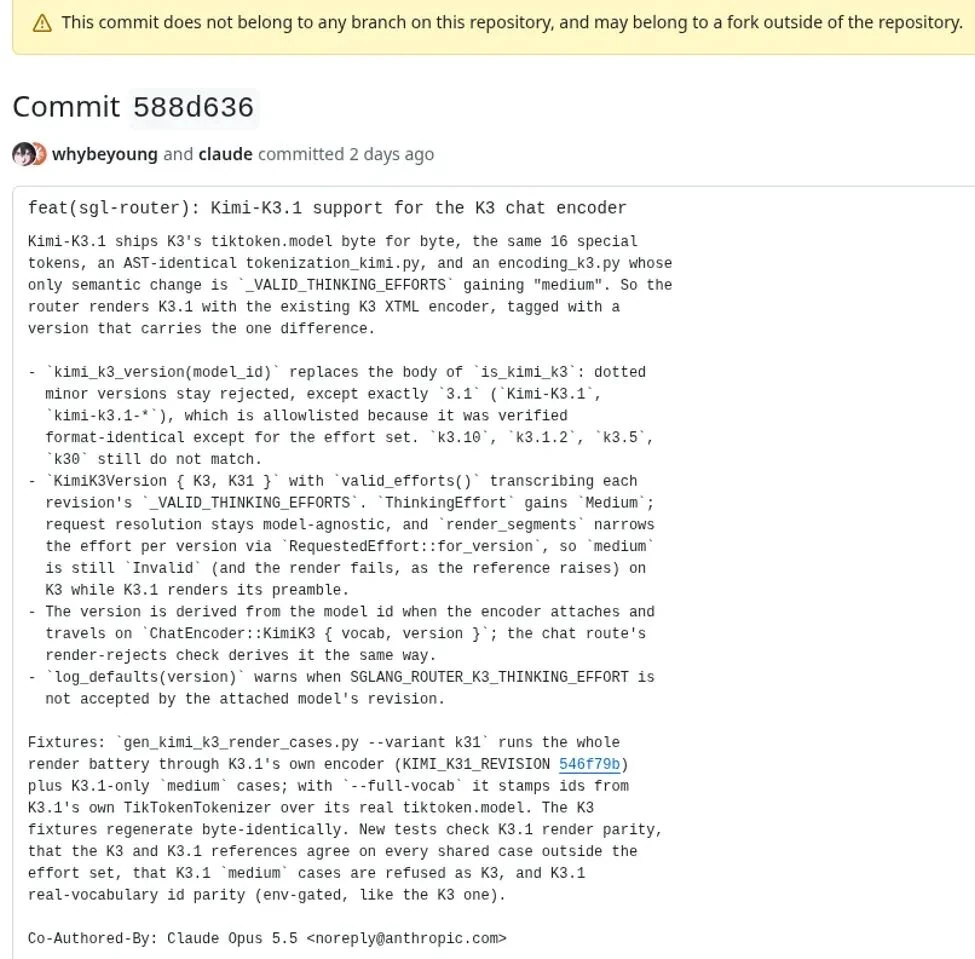 This commit does not belong to any branch on this repository, and may belong to a fork outside of the repository.
Commit 588d636
whybeyoung and claude committed 2 days ago
feat(sgl-router): Kimi-K3.1 support for the K3 chat encoder
Kimi-K3.1 ships K3's tiktoken.model byte for byte, the same 16 special
tokens, an AST-identical tokenization_kimi.py, and an encoding_k3.py whose
only semantic change is `_VALID_THINKING_EFFORTS` gaining "medium". So the
router renders K3.1 with the existing K3 XTML encoder, tagged with a
version that carries the one difference.
- `kimi_k3_version(model_id)` replaces the body of `is_kimi_k3`: dotted
minor versions stay rejected, except exactly `3.1` (`Kimi-K3.1`,
`kimi-k3.1-*`), which is allowlisted because it was verified
format-identical except for the effort set. `k3.10`, `k3.1.2`, `k3.5`,
`k30` still do not match.
- `KimiK3Version { K3, K31 }` with `valid_efforts()` transcribing each
revision's `_VALID_THINKING_EFFORTS`. `ThinkingEffort` gains `Medium`;
request resolution stays model-agnostic, and `render_segments` narrows
the effort per version via `RequestedEffort::for_version`, so `medium`
is still `Invalid` (and the render fails, as the reference raises) on
K3 while K3.1 renders its preamble.
- The version is derived from the model id when the encoder attaches and
travels on `ChatEncoder::KimiK3 { vocab, version }`; the chat route's
render-rejects check derives it the same way.
- `log_defaults(version)` warns when SGLANG_ROUTER_K3_THINKING_EFFORT is
not accepted by the attached model's revision.
Fixtures: `gen_kimi_k3_render_cases.py --variant k31` runs the whole
render battery through K3.1's own encoder (KIMI_K31_REVISION 546f79b)
plus K3.1-only `medium` cases; with `--full-vocab` it stamps ids from
K3.1's own TikTokenTokenizer over its real tiktoken.model. The K3
fixtures regenerate byte-identically. New tests check K3.1 render parity,
that the K3 and K3.1 references agree on every shared case outside the
effort set, that K3.1 `medium` cases are refused as K3, and K3.1
real-vocabulary id parity (env-gated, like the K3 one).
Co-Authored-By: Claude Opus 5.5 <noreply@anthropic.com>